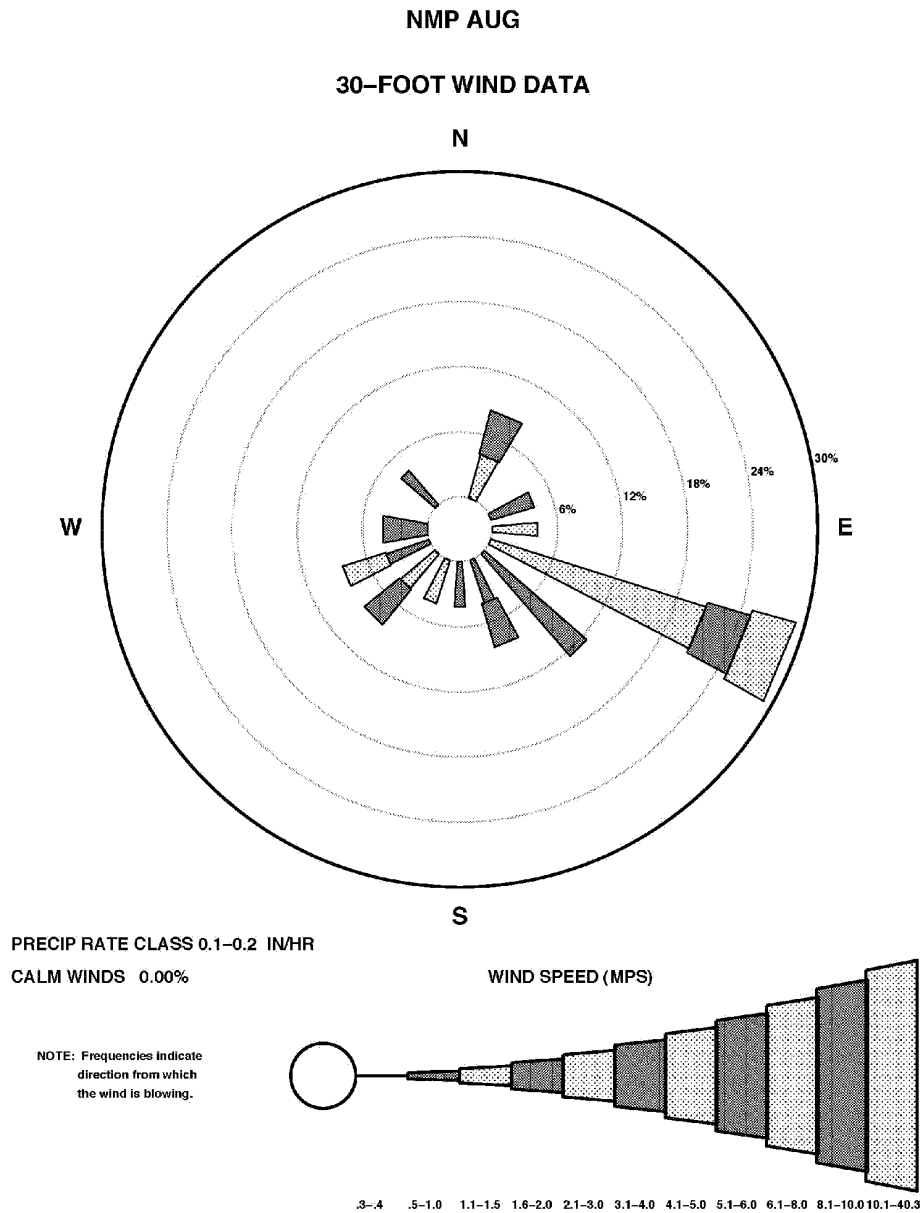 NMP AUG
30–FOOT WIND DATA
N
30%
24%
18%
12%
6%
W
E
S
PRECIP RATE CLASS 0.1–0.2 IN/HR
CALM WINDS 0.00%
WIND SPEED (MPS)
NOTE: Frequencies indicate
direction from which
the wind is blowing.
.3–.4 .5–1.0 1.1–1.5 1.6–2.0 2.1–3.0 3.1–4.0 4.1–5.0 5.1–6.0 6.1–8.0 8.1–10.0 10.1–40.3